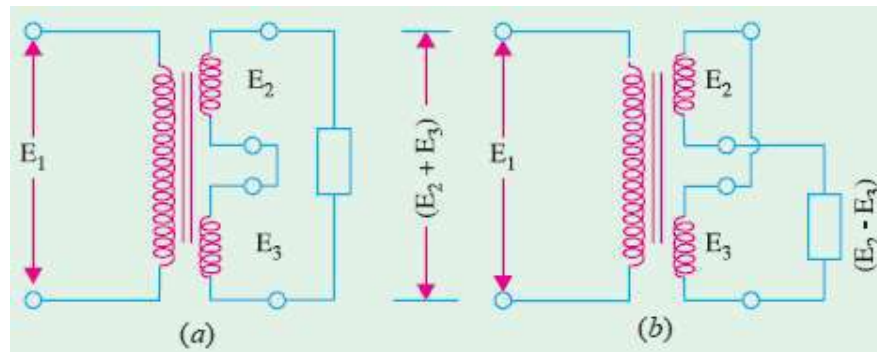 E₁
E₂
E₃
(a)
(E₂ + E₃)
E₁
E₂
E₃
(E₂ - E₃)
(b)